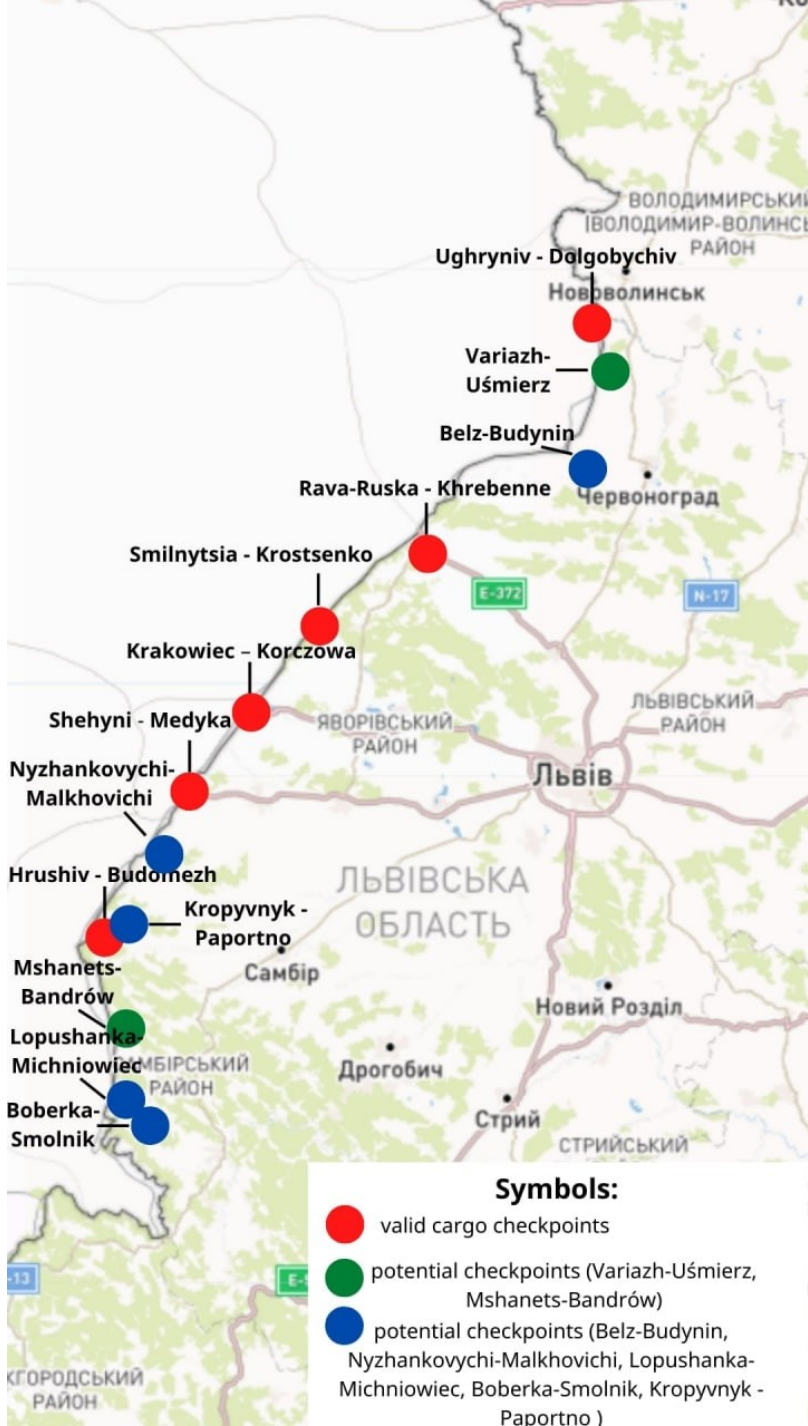 ВОЛОДИМИРСЬКИЙ
(ВОЛОДИМИР-ВОЛИНСЬ
РАЙОН
Ughryniv - Dolgobychiv
Нововолинськ
Variazh-
Uśmierz
Belz-Budynin
Rava-Ruska - Khrebenne
Червоноград
Smilnytsia - Krostsenko
E-372
N-17
Krakowiec – Korczowa
Shehyni - Medyka
ЯВОРІВСЬКИЙ
РАЙОН
ЛЬВІВСЬКИЙ
РАЙОН
Nyzhankovychi-
Malkhovichi
Львів
Hrushiv - Budomezh
ЛЬВІВСЬКА
ОБЛАСТЬ
Kropyvnyk -
Paportno
Самбір
Mshanets-
Bandrów
Новий Розділ
Lopushanka-
Michniowiec
САМБІРСЬКИЙ
РАЙОН
Дрогобич
Boberka-
Smolnik
Стрий
СТРИЙСЬКИЙ
Symbols:
valid cargo checkpoints
potential checkpoints (Variazh-Uśmierz,
Mshanets-Bandrów)
potential checkpoints (Belz-Budynin,
Nyzhankovychi-Malkhovichi, Lopushanka-
Michniowiec, Boberka-Smolnik, Kropyvnyk -
Paportno )
-13
ЖГОРОДСЬКИЙ
РАЙОН